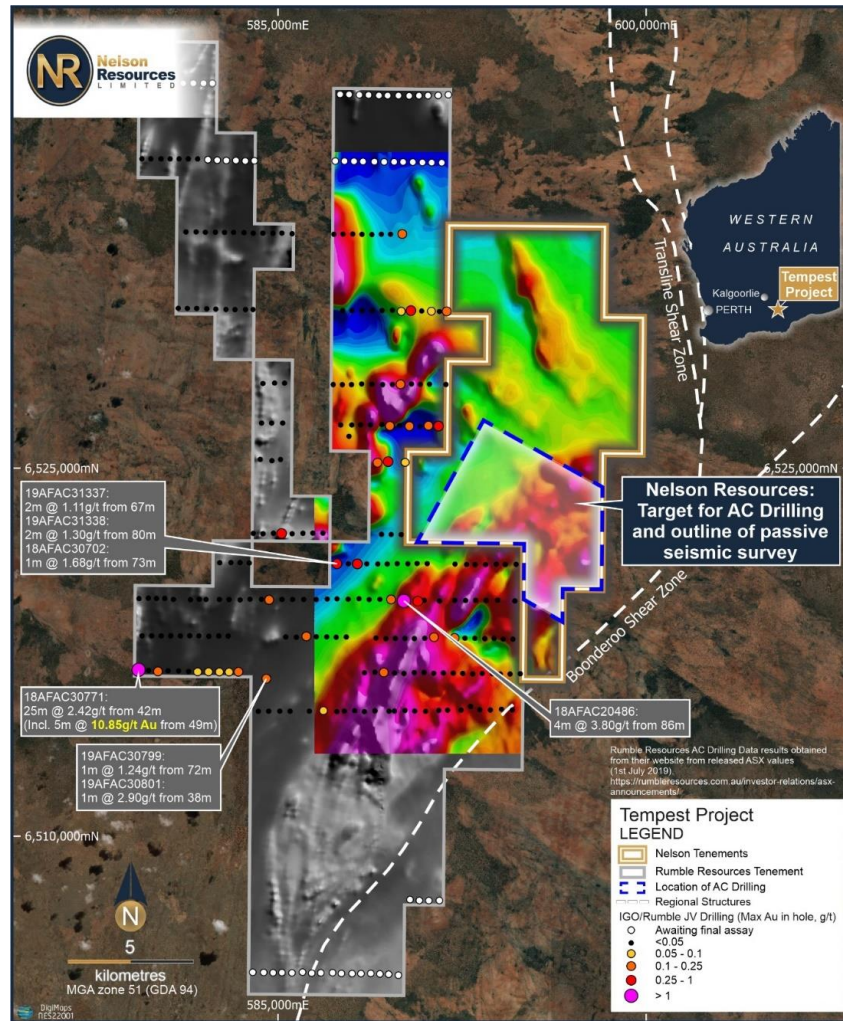 585,000mE
600,000mE
NR
Nelson
Resources
LIMITED
WESTERN
AUSTRALIA
Kalgoorlie
PERTH
Tempest
Project
Transline Shear Zone
6,525,000mN
6,525,000mN
19AFAC31337:
2m @ 1.11g/t from 67m
19AFAC31338:
2m @ 1.30g/t from 80m
18AFAC30702:
1m @ 1.68g/t from 73m
Nelson Resources:
Target for AC Drilling
and outline of passive
seismic survey
Boonderoo Shear Zone
18AFAC30771:
25m @ 2.42g/t from 42m
(Incl. 5m @ 10.85g/t Au from 49m)
19AFAC30799:
1m @ 1.24g/t from 72m
19AFAC30801:
1m @ 2.90g/t from 38m
18AFAC20486:
4m @ 3.80g/t from 86m
Rumble Resources AC Drilling Data results obtained
from their website from released ASX values
(1st July 2019).
https://rumbleresources.com.au/investor-relations/asx-
announcements/
6,510,000mN
Tempest Project
LEGEND
Nelson Tenements
Rumble Resources Tenement
Location of AC Drilling
Regional Structures
IGO/Rumble JV Drilling (Max Au in hole, g/t)
Awaiting final assay
<0.05
0.05 - 0.1
0.1 - 0.25
0.25 - 1
> 1
N
5
kilometres
MGA zone 51 (GDA 94)
585,000mE
DigiMaps
NES22001